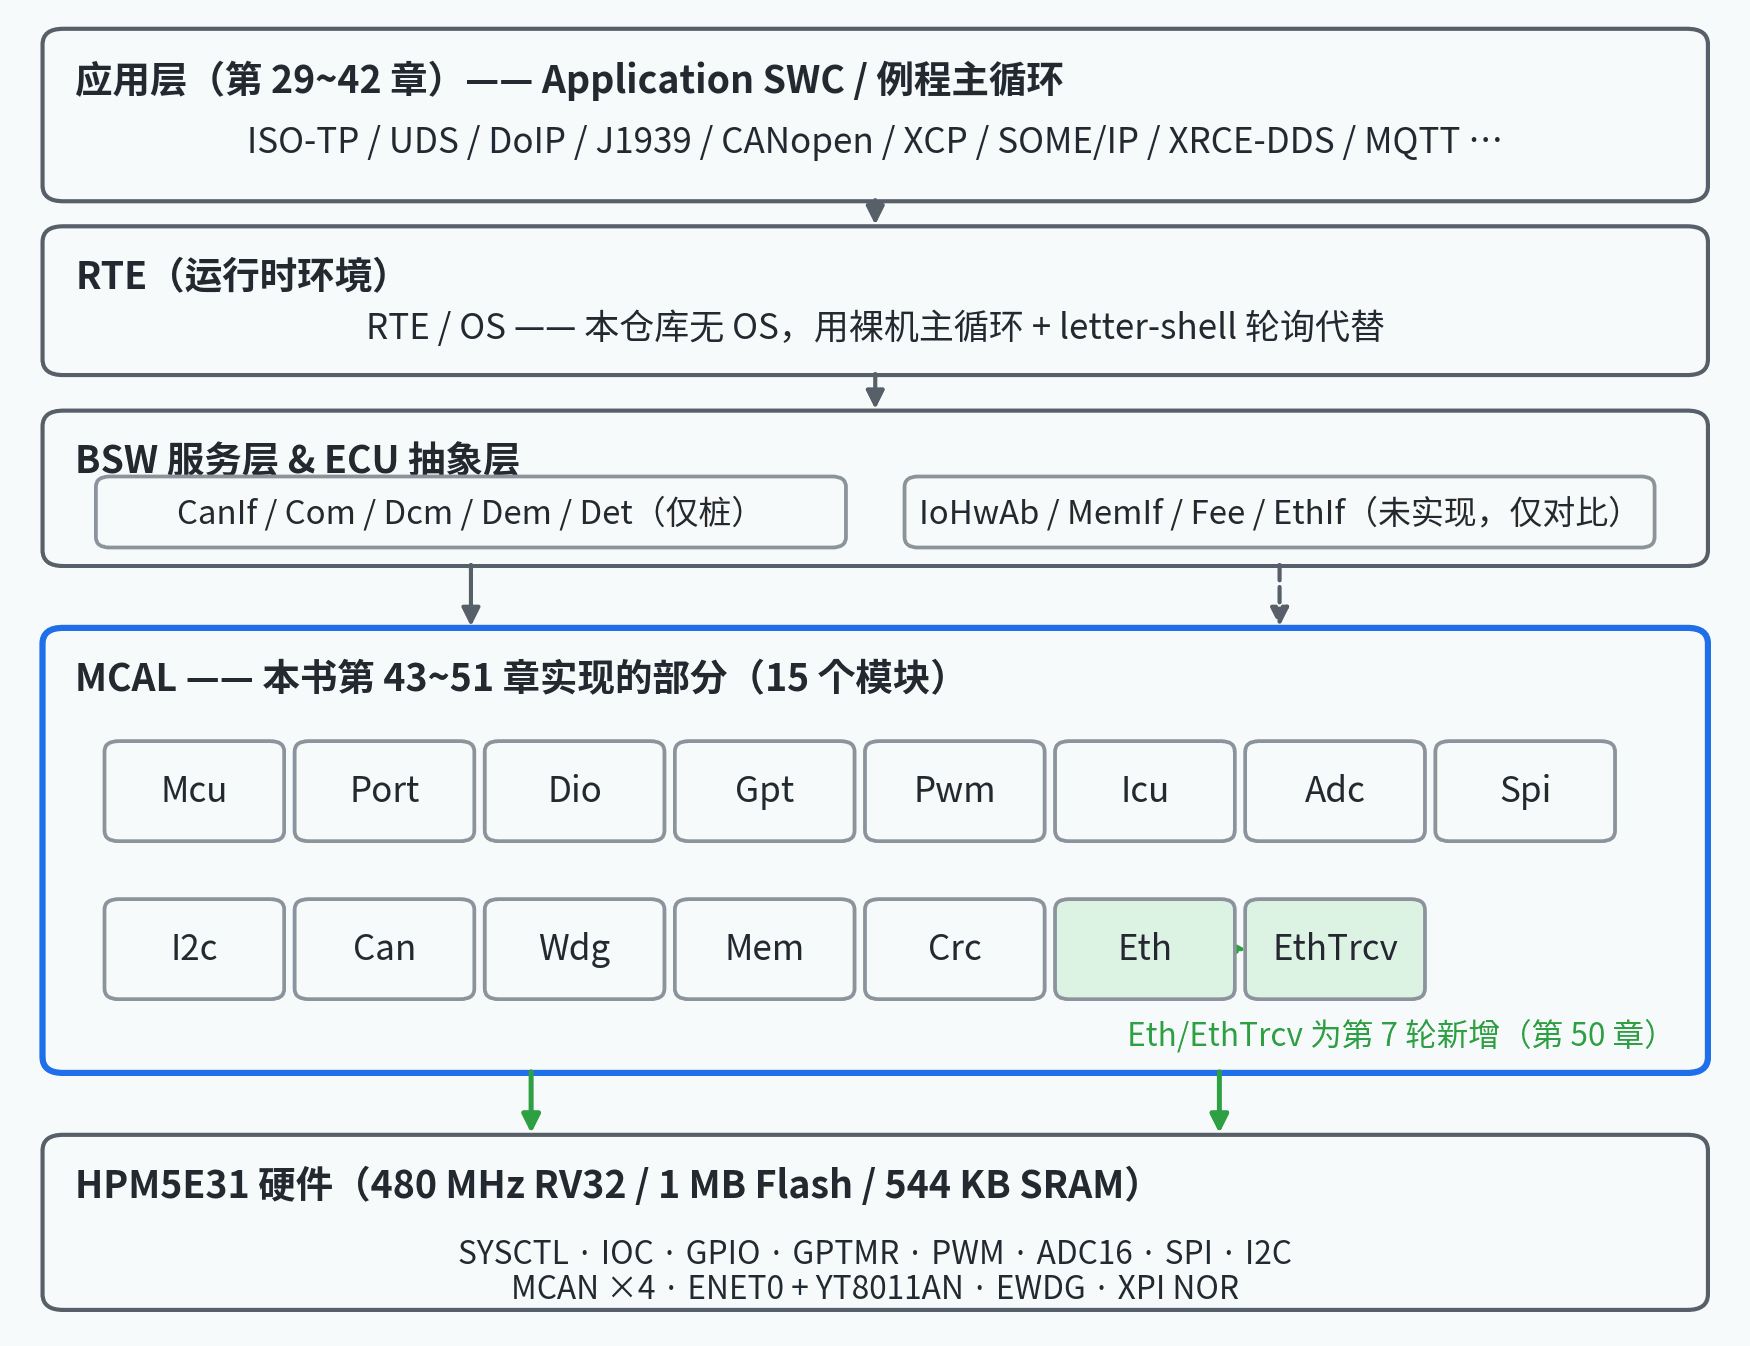 应用层（第 29~42 章）—— Application SWC / 例程主循环
ISO-TP / UDS / DoIP / J1939 / CANopen / XCP / SOME/IP / XRCE-DDS / MQTT ···
RTE（运行时环境）
RTE / OS —— 本仓库无 OS，用裸机主循环 + letter-shell 轮询代替
BSW 服务层 & ECU 抽象层
CanIf / Com / Dcm / Dem / Det（仅桩）
IoHwAb / MemIf / Fee / EthIf（未实现，仅对比）
MCAL —— 本书第 43~51 章实现的部分（15 个模块）
Mcu
Port
Dio
Gpt
Pwm
Icu
Adc
Spi
I2c
Can
Wdg
Mem
Crc
Eth
EthTrcv
Eth/EthTrcv 为第 7 轮新增（第 50 章）
HPM5E31 硬件（480 MHz RV32 / 1 MB Flash / 544 KB SRAM）
SYSCTL · IOC · GPIO · GPTMR · PWM · ADC16 · SPI · I2C
MCAN ×4 · ENET0 + YT8011AN · EWDG · XPI NOR